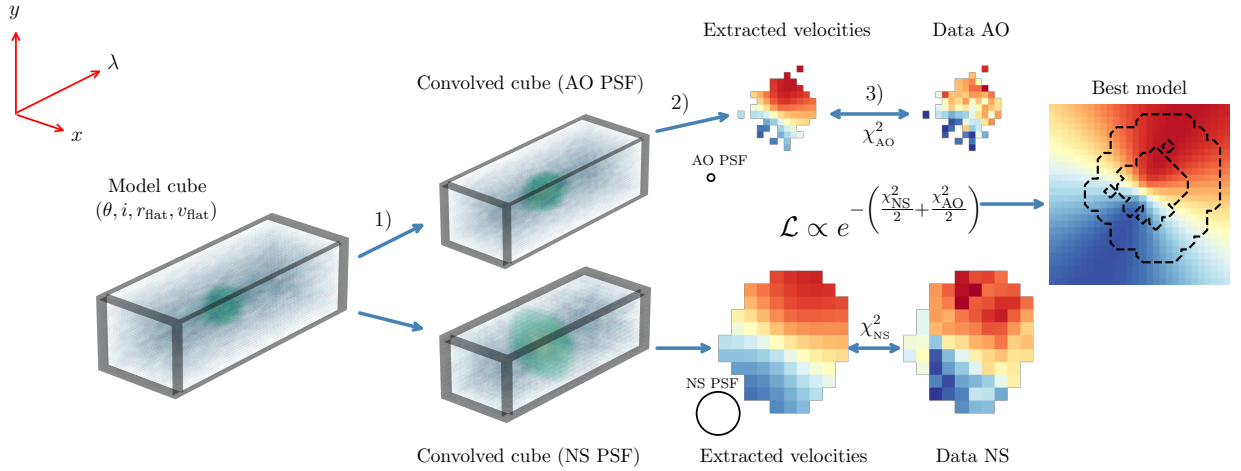 y
λ
x
Model cube
(θ, i, r_flat, v_flat)
1)
Convolved cube (AO PSF)
2)
Extracted velocities
Data AO
3)
χ²_AO
AO PSF
Best model
ℒ ∝ e^{-(χ²_NS/2 + χ²_AO/2)}
χ²_NS
NS PSF
Convolved cube (NS PSF)
Extracted velocities
Data NS